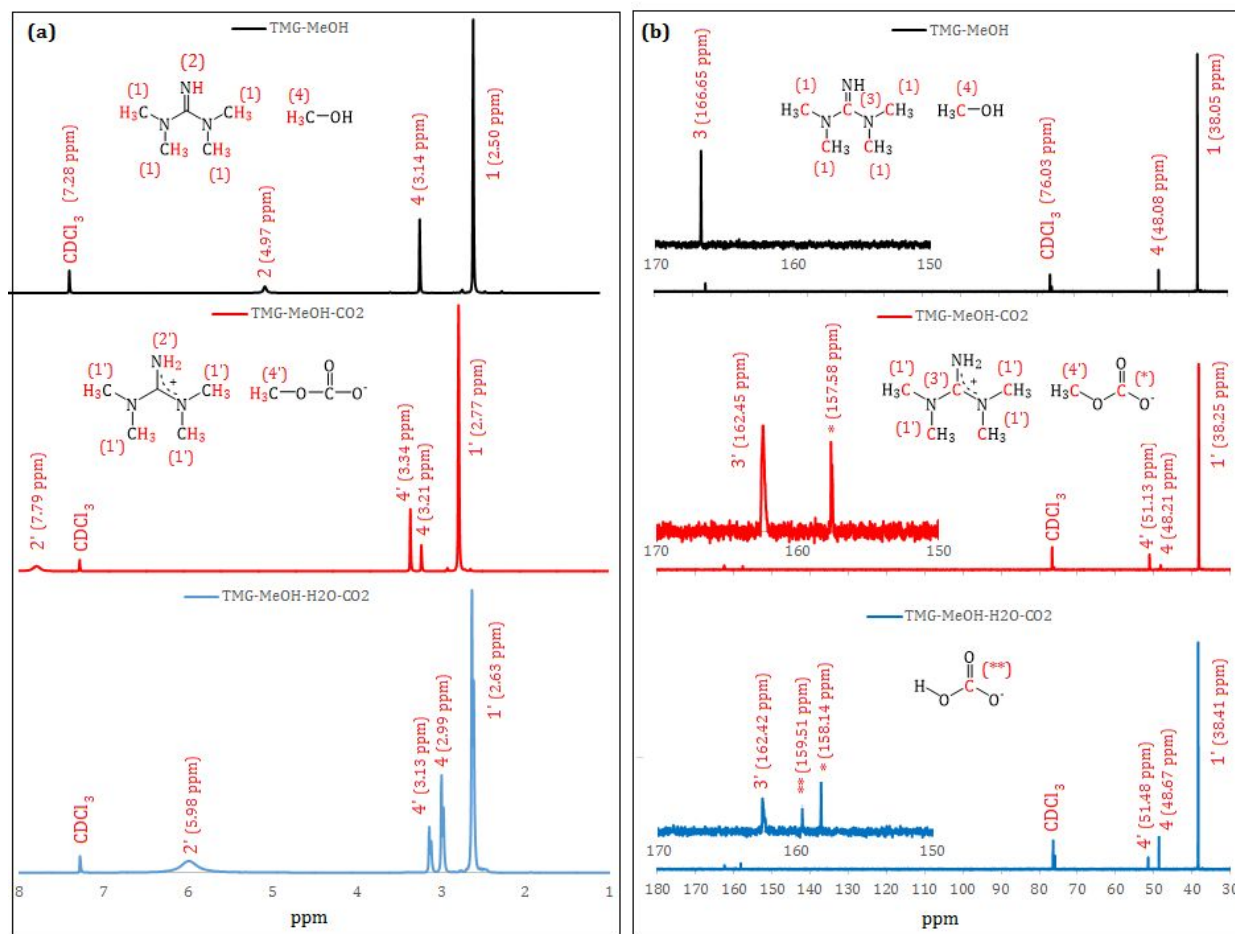 (a)
TMG-MeOH
(2)
NH
(1)
(1)
(4)
H₃C
CH₃
H₃C—OH
N
N
CH₃
CH₃
(1)
(1)
CDCl₃ (7.28 ppm)
2 (4.97 ppm)
4 (3.14 ppm)
1 (2.50 ppm)
TMG-MeOH-CO2
(2')
NH₂
(1')
(1')
(4')
O
H₃C
+
CH₃
H₃C
N
N
O
O⁻
CH₃
CH₃
(1')
(1')
2' (7.79 ppm)
CDCl₃
4' (3.34 ppm)
4 (3.21 ppm)
1' (2.77 ppm)
TMG-MeOH-H2O-CO2
CDCl₃
2' (5.98 ppm)
4' (3.13 ppm)
4 (2.99 ppm)
1' (2.63 ppm)
8 7 6 5 4 3 2 1
ppm
(b)
TMG-MeOH
NH
(1)
(3)
(1)
(4)
H₃C
CH₃
H₃C—OH
N
N
CH₃
CH₃
(1)
(1)
3 (166.65 ppm)
CDCl₃ (76.03 ppm)
4 (48.08 ppm)
1 (38.05 ppm)
170 160 150
TMG-MeOH-CO2
NH₂
(1')
(3')
(1')
(4')
O
(*)
H₃C
+
CH₃
H₃C
N
N
O
O⁻
CH₃
CH₃
(1')
(1')
3' (162.45 ppm)
* (157.58 ppm)
CDCl₃
4' (51.13 ppm)
4 (48.21 ppm)
1' (38.25 ppm)
170 160 150
TMG-MeOH-H2O-CO2
O
(**)
H
O
O⁻
3' (162.42 ppm)
** (159.51 ppm)
* (158.14 ppm)
CDCl₃
4' (51.48 ppm)
4 (48.67 ppm)
1' (38.41 ppm)
170 160 150
180 170 160 150 140 130 120 110 100 90 80 70 60 50 40 30
ppm